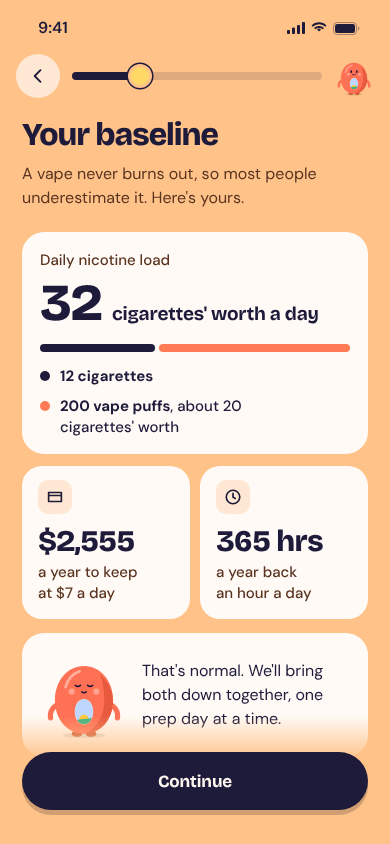 9:41
Your baseline
A vape never burns out, so most people
underestimate it. Here's yours.
Daily nicotine load
32 cigarettes' worth a day
12 cigarettes
200 vape puffs, about 20
cigarettes' worth
$2,555
a year to keep
at $7 a day
365 hrs
a year back
an hour a day
That's normal. We'll bring
both down together, one
prep day at a time.
Continue